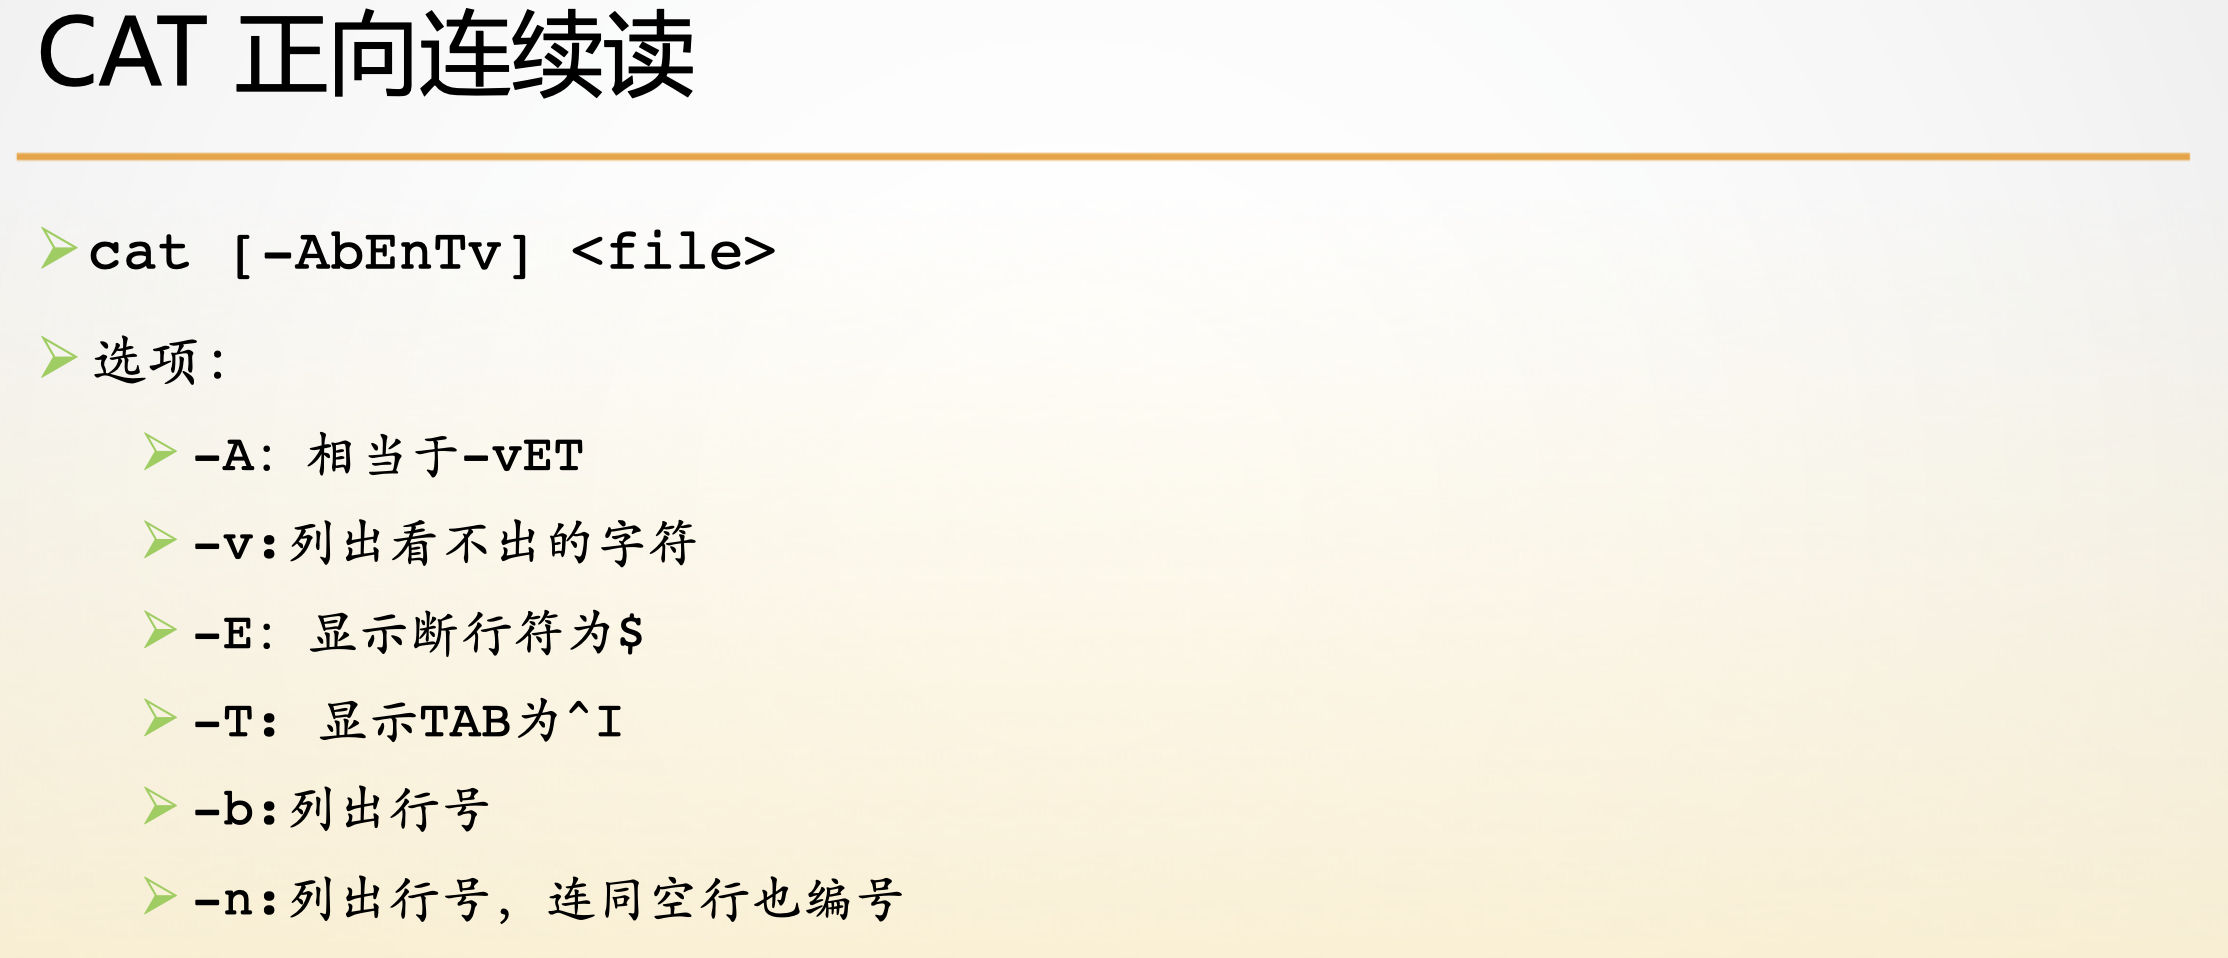 CAT 正向连续读
cat [-AbEnTv] <file>
选项：
-A：相当于-vET
-v:列出看不出的字符
-E：显示断行符为$
-T: 显示TAB为^I
-b:列出行号
-n:列出行号，连同空行也编号